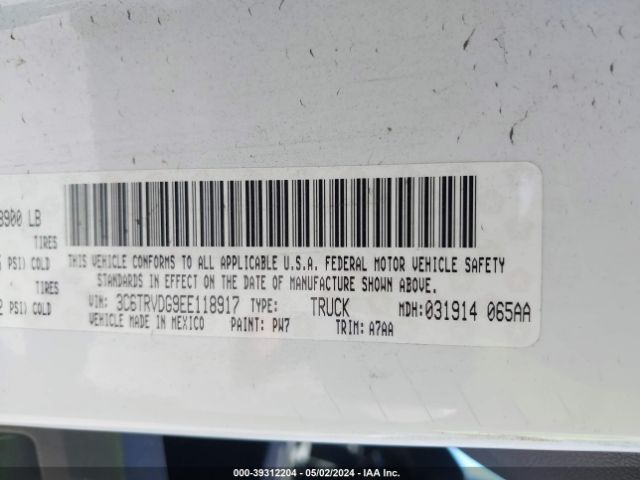 8900 LB
TIRES
PSI) COLD
TIRES
PSI) COLD
THIS VEHICLE CONFORMS TO ALL APPLICABLE U.S.A. FEDERAL MOTOR VEHICLE SAFETY
STANDARDS IN EFFECT ON THE DATE OF MANUFACTURE SHOWN ABOVE.
VIN: 3C6TRVDG9EE118917 TYPE: TRUCK MDH:031914 065AA
VEHICLE MADE IN MEXICO PAINT: PW7 TRIM: A7AA
000-39312204 - 05/02/2024 - IAA Inc.